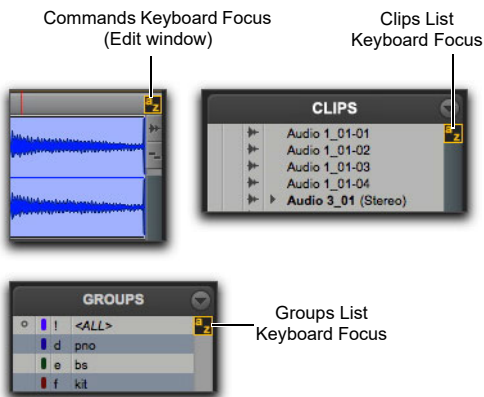 Commands Keyboard Focus
(Edit window)
Clips List
Keyboard Focus
a z
CLIPS
a z
Audio 1_01-01
Audio 1_01-02
Audio 1_01-03
Audio 1_01-04
Audio 3_01 (Stereo)
GROUPS
! <ALL>
a z
d pno
e bs
f kit
Groups List
Keyboard Focus